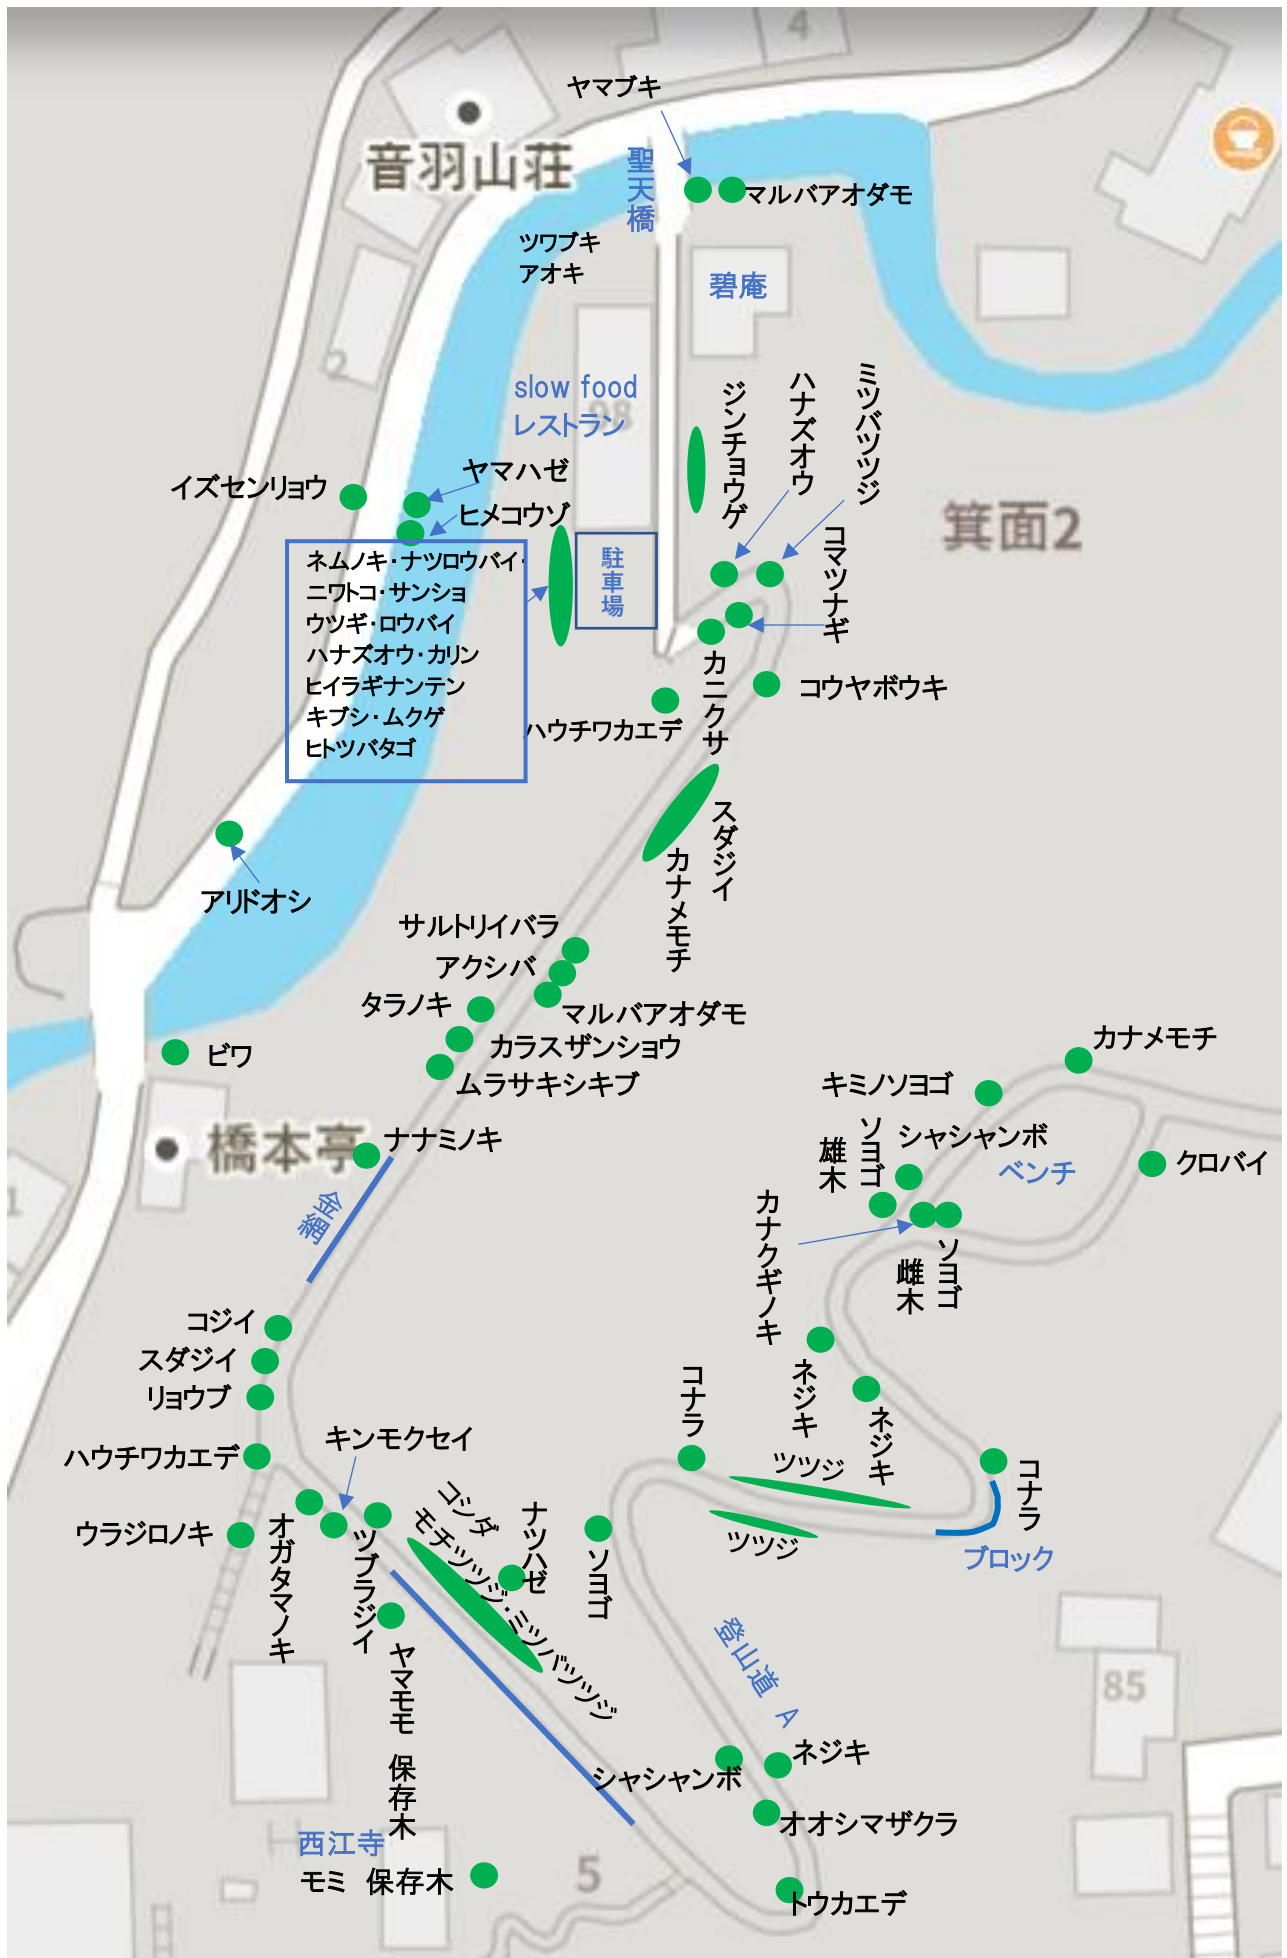 4
ヤマブキ
聖天橋
音羽山荘
マルバアオダモ
ツワブキ
アオキ
碧庵
2
slow food
レストラン
98
ジンチョウゲ
ハナズオウ
ミツバツツジ
ヤマハゼ
イズセンリョウ
ヒメコウゾ
箕面2
コマツナギ
駐車場
ネムノキ・ナツロウバイ・
ニワトコ・サンショ
ウツギ・ロウバイ
ハナズオウ・カリン
ヒイラギナンテン
キブシ・ムクゲ
ヒトツバタゴ
カニクサ
コウヤボウキ
ハウチワカエデ
スダジイ
カナメモチ
アリドオシ
サルトリイバラ
アクシバ
タラノキ
マルバアオダモ
カラスザンショウ
ムラサキシキブ
ビワ
カナメモチ
キミノソヨゴ
ソヨゴ
雄木
シャシャンボ
ベンチ
クロバイ
橋本亭
ナナミノキ
1
金網
カナクギノキ
ソヨゴ
雌木
コジイ
スダジイ
リョウブ
ネジキ
コナラ
ネジキ
ハウチワカエデ
キンモクセイ
ツツジ
コナラ
ウラジロノキ
オガタマノキ
ツブラジイ
コシダ
モチツツジ・ミツバツツジ
ナツハゼ
ソヨゴ
ツツジ
ブロック
ヤマモモ 保存木
登山道 A
85
ネジキ
シャシャンボ
オオシマザクラ
西江寺
モミ 保存木
5
トウカエデ